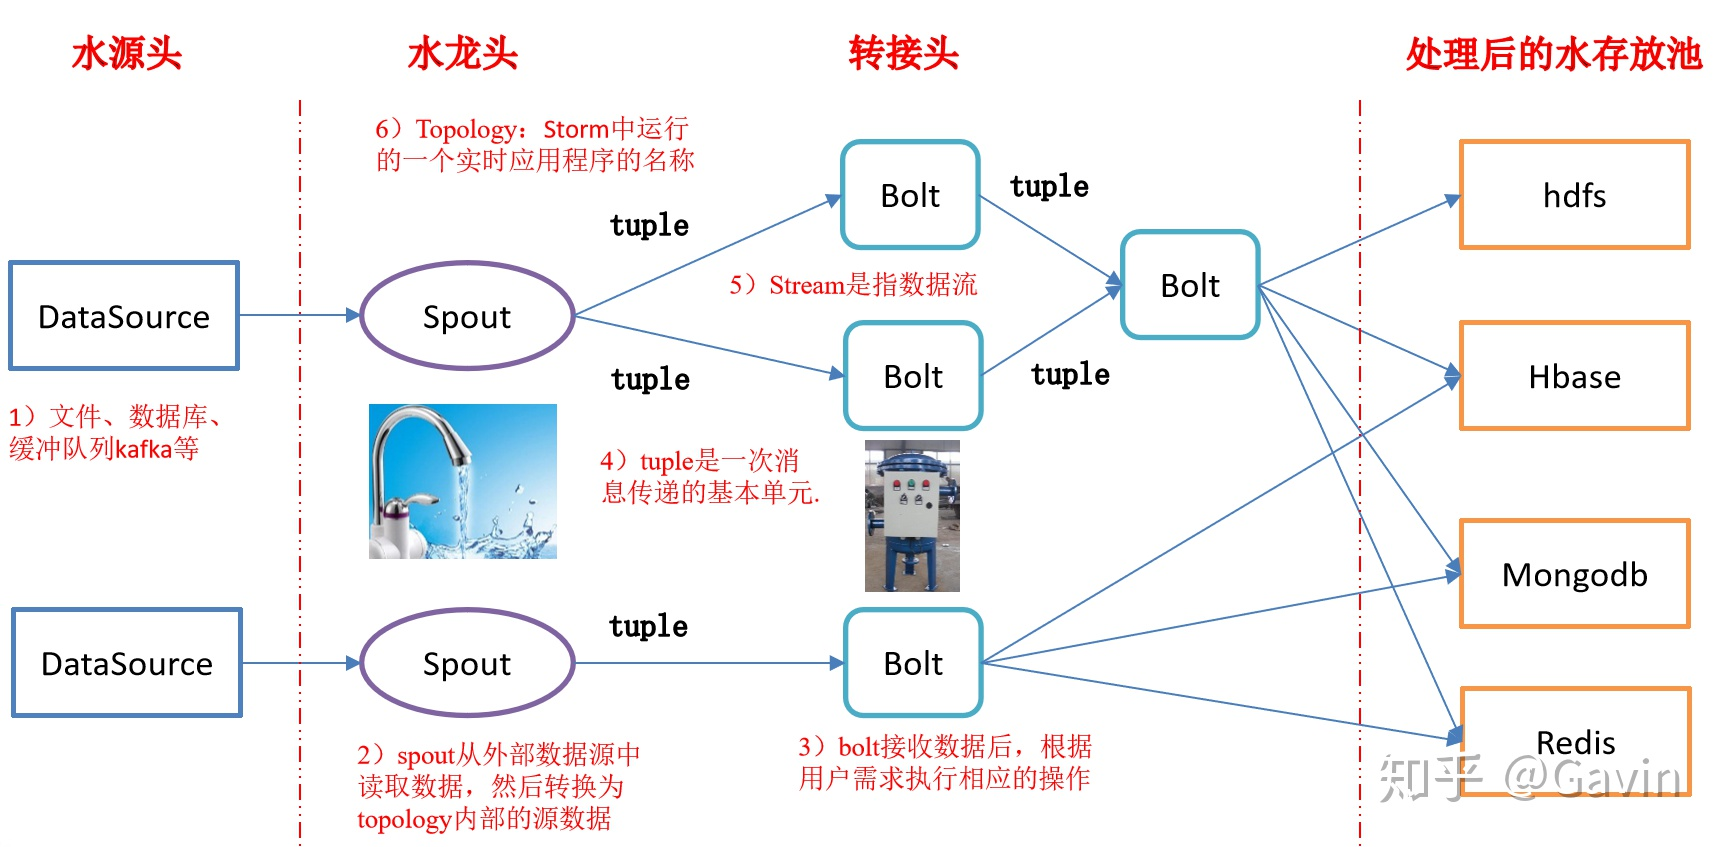 水源头
水龙头
转接头
处理后的水存放池
6）Topology：Storm中运行
的一个实时应用程序的名称
Bolt
tuple
hdfs
tuple
Bolt
5）Stream是指数据流
DataSource
Spout
tuple
Bolt
tuple
Hbase
1）文件、数据库、
缓冲队列kafka等
4）tuple是一次消
息传递的基本单元.
Mongodb
DataSource
Spout
tuple
Bolt
2）spout从外部数据源中
读取数据，然后转换为
topology内部的源数据
3）bolt接收数据后，根据
用户需求执行相应的操作
Redis
知乎 @Gavin